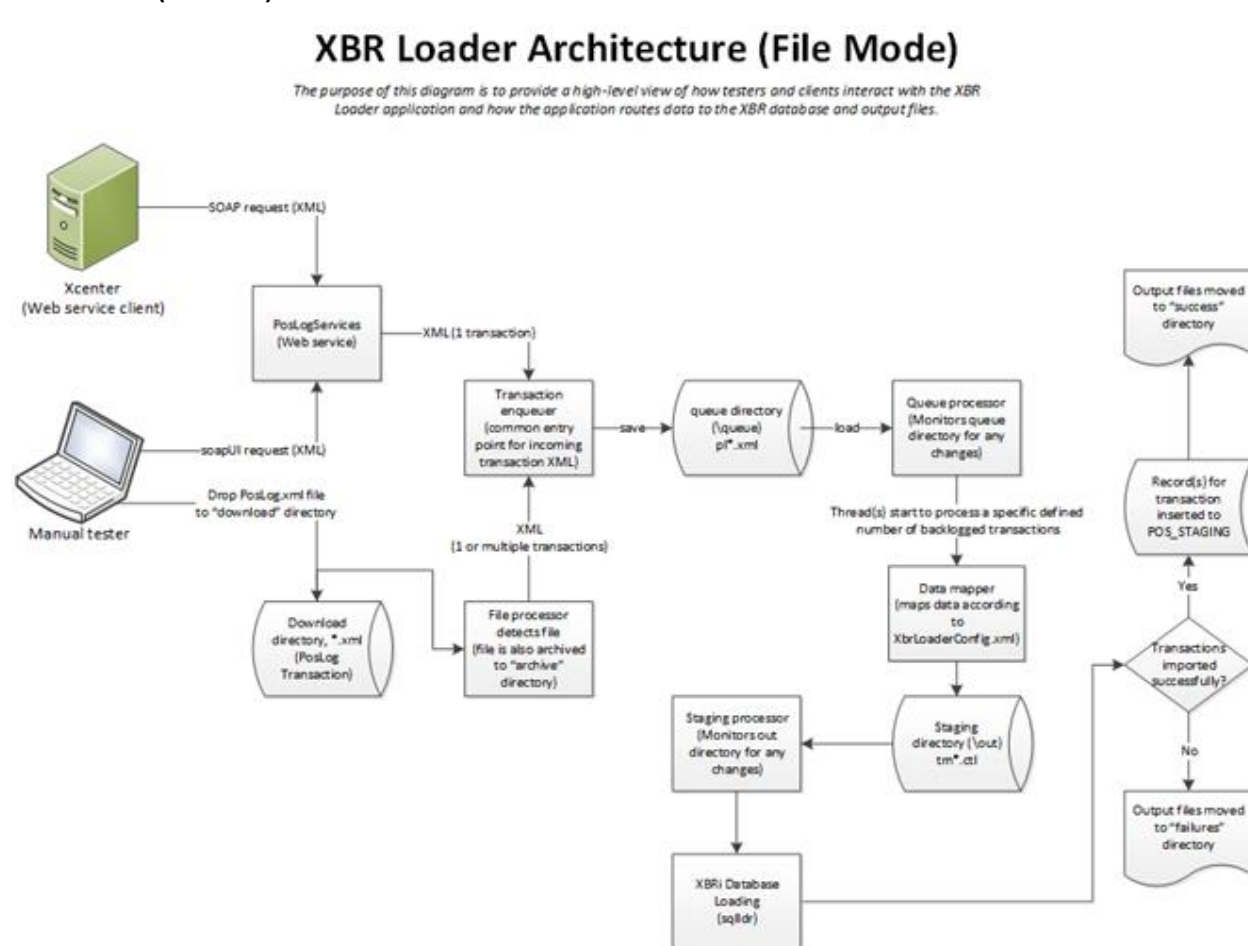 XBR Loader Architecture (File Mode)
The purpose of this diagram is to provide a high-level view of how testers and clients interact with the XBR
Loader application and how the application routes data to the XBR database and output files.
SOAP request (XML)
Xcenter
(Web service client)
PosLogServices
(Web service)
XML (1 transaction)
soapUI request (XML)
Drop PosLog.xml file
to "download" directory
Manual tester
Transaction
enqueuer
(common entry
point for incoming
transaction XML)
save
queue directory
(\queue)
pl*.xml
load
Queue processor
(Monitors queue
directory for any
changes)
XML
(1 or multiple transactions)
Thread(s) start to process a specific defined
number of backlogged transactions
Download
directory, *.xml
(PosLog
Transaction)
File processor
detects file
(file is also archived
to "archive"
directory)
Data mapper
(maps data according
to
XbrLoaderConfig.xml)
Staging
directory (\out)
tm*.ctl
Staging processor
(Monitors out
directory for any
changes)
XBRi Database
Loading
(sqlldr)
Transactions
imported
successfully?
Yes
Record(s) for
transaction
inserted to
POS_STAGING
Output files moved
to "success"
directory
No
Output files moved
to "failures"
directory